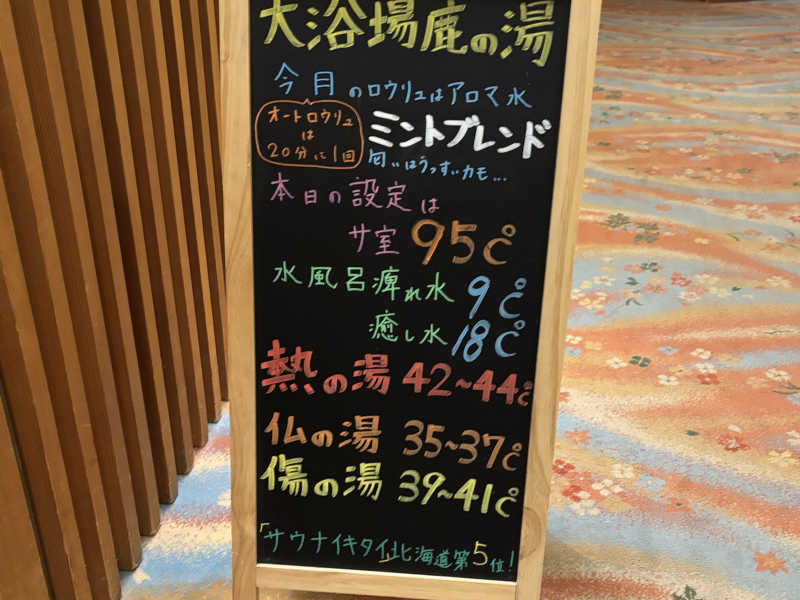 大浴場鹿の湯
今月のロウリュはアロマ水
オートロウリュ
は
20分に1回
ミントブレンド
匂いはうっすいカモ...
本日の設定は
サ室 95℃
水風呂痺れ水 9℃
癒し水 18℃
熱の湯 42~44℃
仏の湯 35~37℃
傷の湯 39~41℃
「サウナイキタイ」北海道第5位!